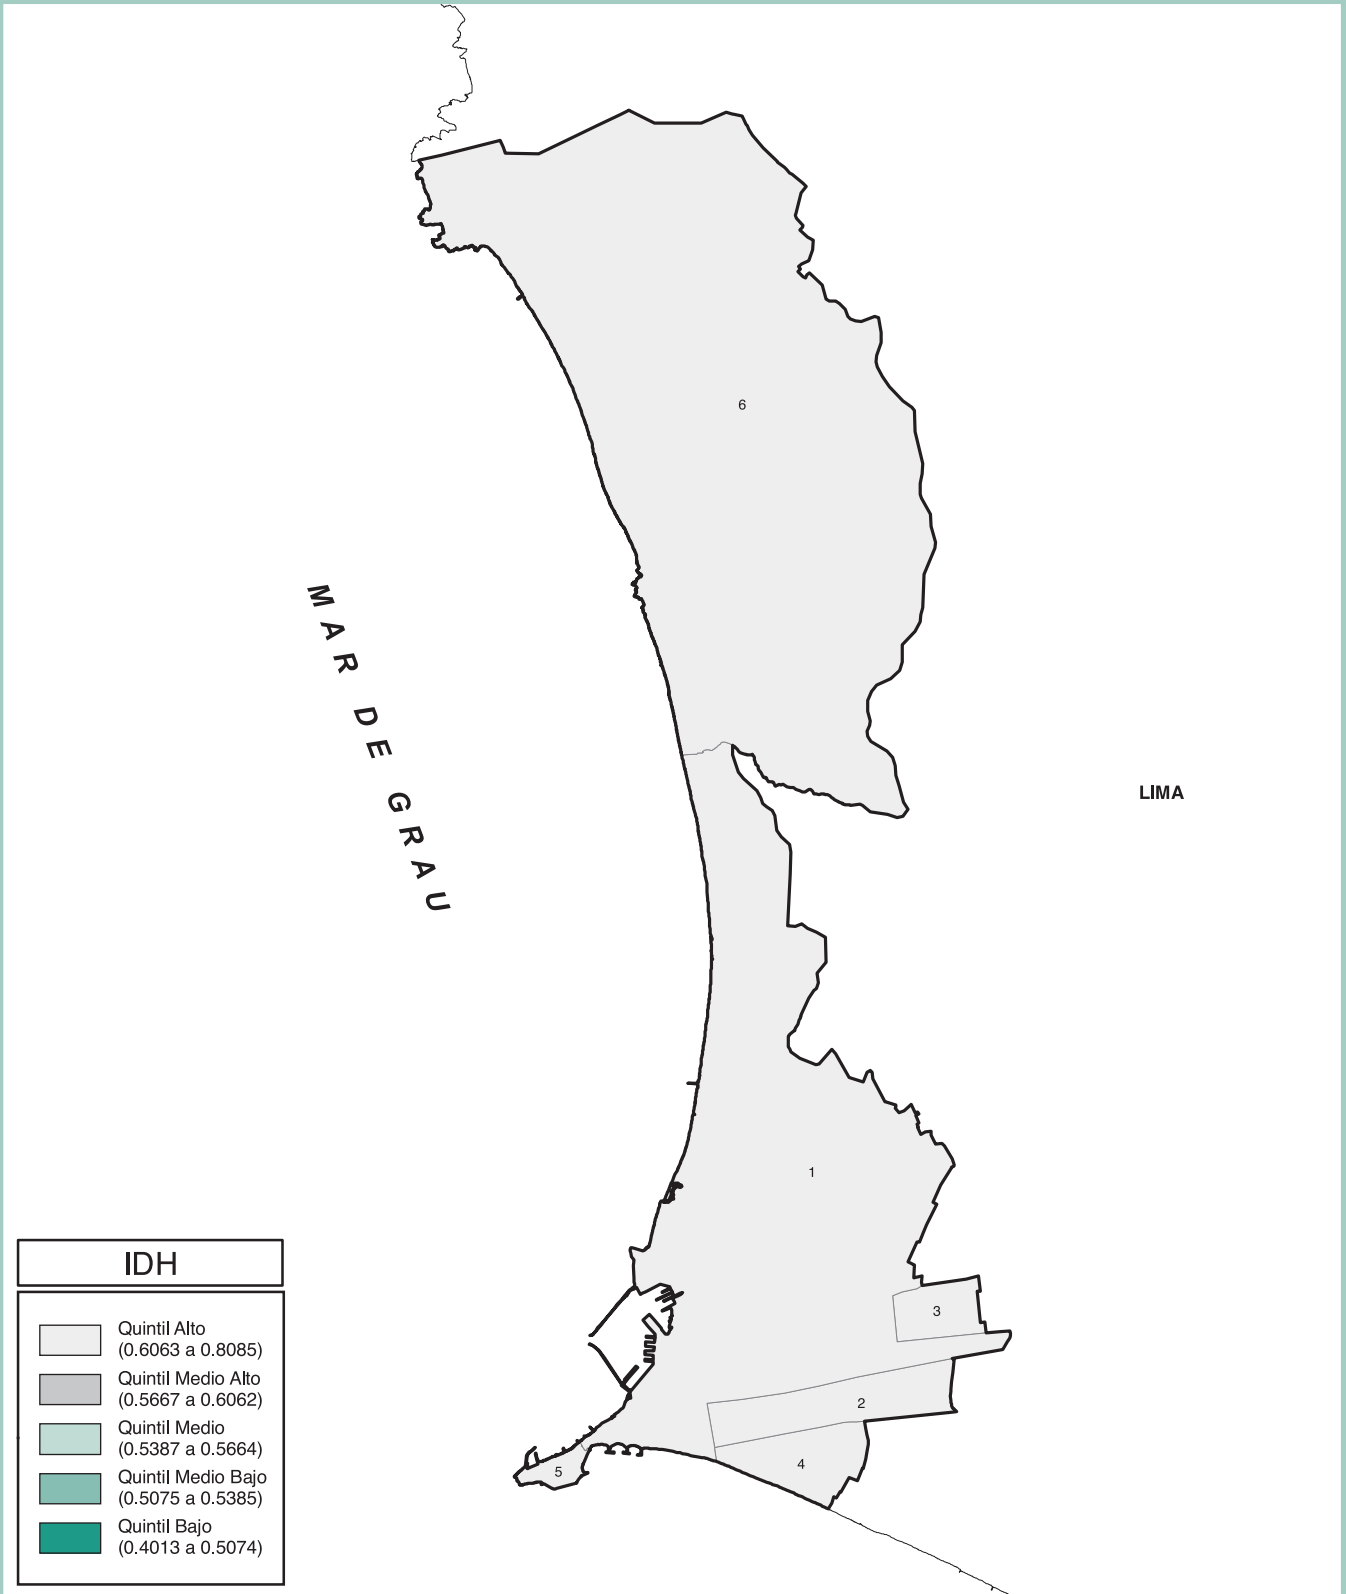 6
MAR DE GRAU
LIMA
1
IDH
3
Quintil Alto
(0.6063 a 0.8085)
Quintil Medio Alto
(0.5667 a 0.6062)
2
Quintil Medio
(0.5387 a 0.5664)
4
5
Quintil Medio Bajo
(0.5075 a 0.5385)
Quintil Bajo
(0.4013 a 0.5074)